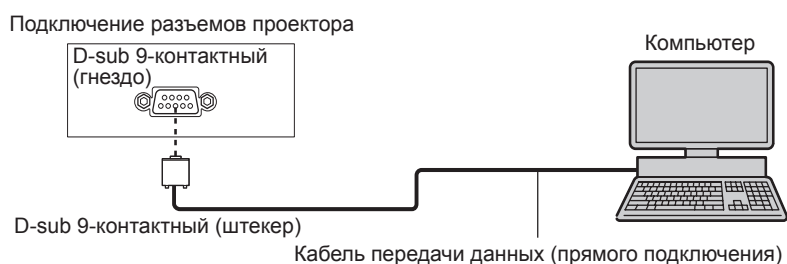 Подключение разъемов проектора
D-sub 9-контактный
(гнездо)
Компьютер
D-sub 9-контактный (штекер)
Кабель передачи данных (прямого подключения)